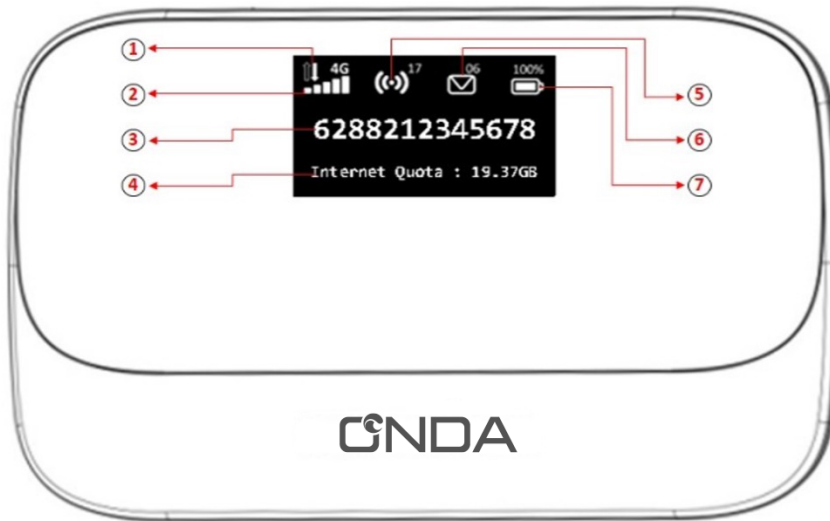 ① 4G 17 06 100% ⑤
② ⑥
③ 6288212345678
④ Internet Quota : 19.37GB ⑦
ONDA